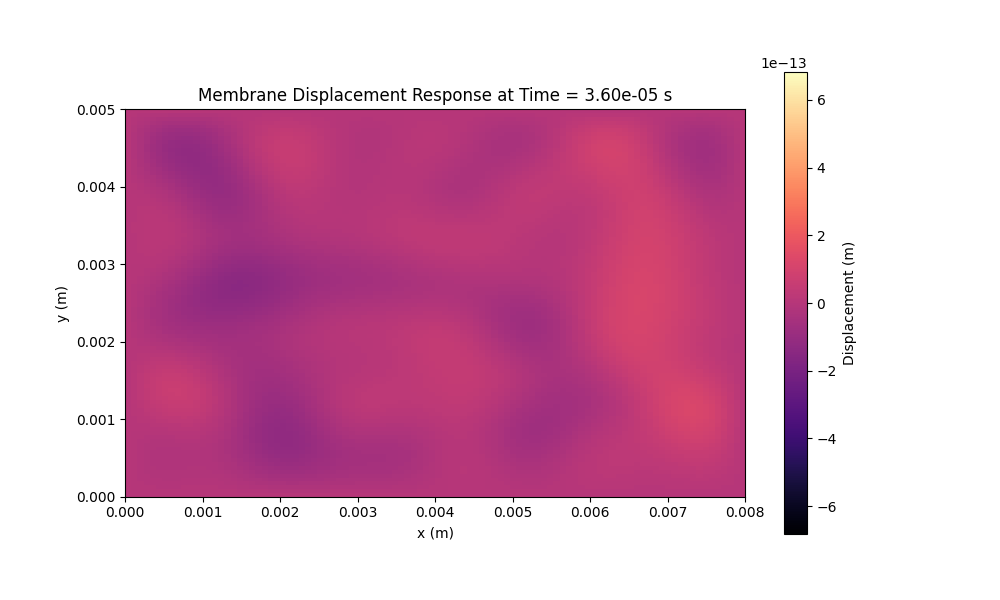 1e−13
Membrane Displacement Response at Time = 3.60e-05 s
0.005
0.004
0.003
0.002
0.001
0.000
y (m)
0.000 0.001 0.002 0.003 0.004 0.005 0.006 0.007 0.008
x (m)
6
4
2
0
−2
−4
−6
Displacement (m)